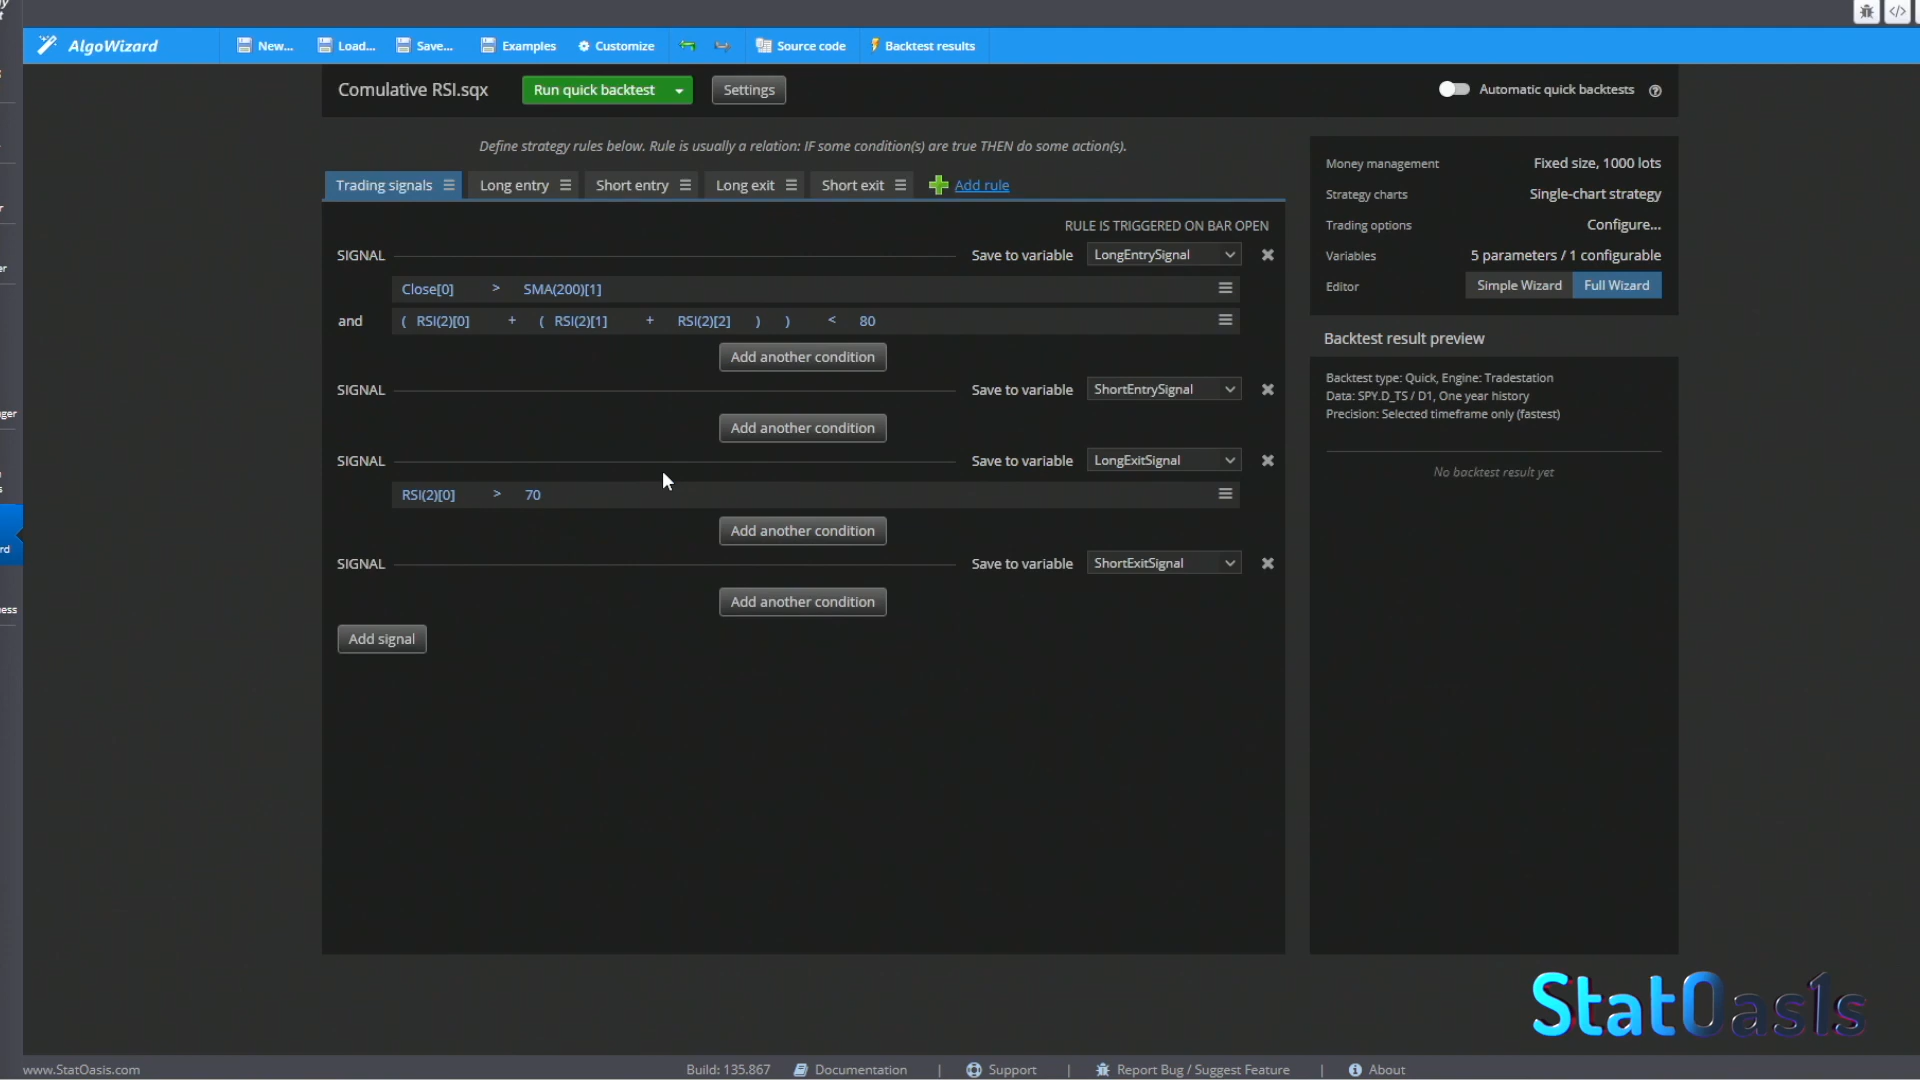 AlgoWizard New... Load... Save... Examples Customize Source code Backtest results
Comulative RSI.sqx Run quick backtest Settings Automatic quick backtests
Define strategy rules below. Rule is usually a relation: IF some condition(s) are true THEN do some action(s).
Trading signals Long entry Short entry Long exit Short exit Add rule
RULE IS TRIGGERED ON BAR OPEN
SIGNAL Save to variable LongEntrySignal
Close[0] > SMA(200)[1]
and ( RSI(2)[0] + ( RSI(2)[1] + RSI(2)[2] ) ) < 80
Add another condition
SIGNAL Save to variable ShortEntrySignal
Add another condition
SIGNAL Save to variable LongExitSignal
RSI(2)[0] > 70
Add another condition
SIGNAL Save to variable ShortExitSignal
Add another condition
Add signal
Money management Fixed size, 1000 lots
Strategy charts Single-chart strategy
Trading options Configure...
Variables 5 parameters / 1 configurable
Editor Simple Wizard Full Wizard
Backtest result preview
Backtest type: Quick, Engine: Tradestation
Data: SPY.D_TS / D1, One year history
Precision: Selected timeframe only (fastest)
No backtest result yet
StatOas1s
www.StatOasis.com Build: 135.867 Documentation | Support | Report Bug / Suggest Feature | About